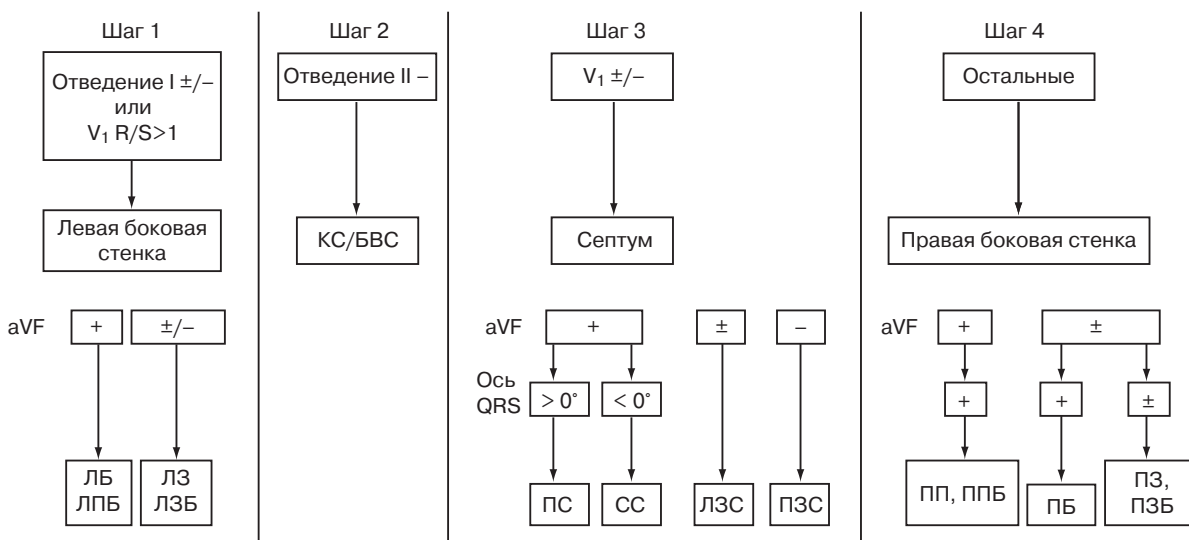 Шаг 1
Отведение I ±/–
или
V₁ R/S>1
Левая боковая
стенка
aVF + ±/–
ЛБ
ЛПБ
ЛЗ
ЛЗБ
Шаг 2
Отведение II –
КС/БВС
Шаг 3
V₁ ±/–
Септум
aVF + ± –
Ось
QRS > 0° < 0°
ПС СС ЛЗС ПЗС
Шаг 4
Остальные
Правая боковая стенка
aVF + ±
+ + ±
ПП, ППБ
ПБ
ПЗ,
ПЗБ